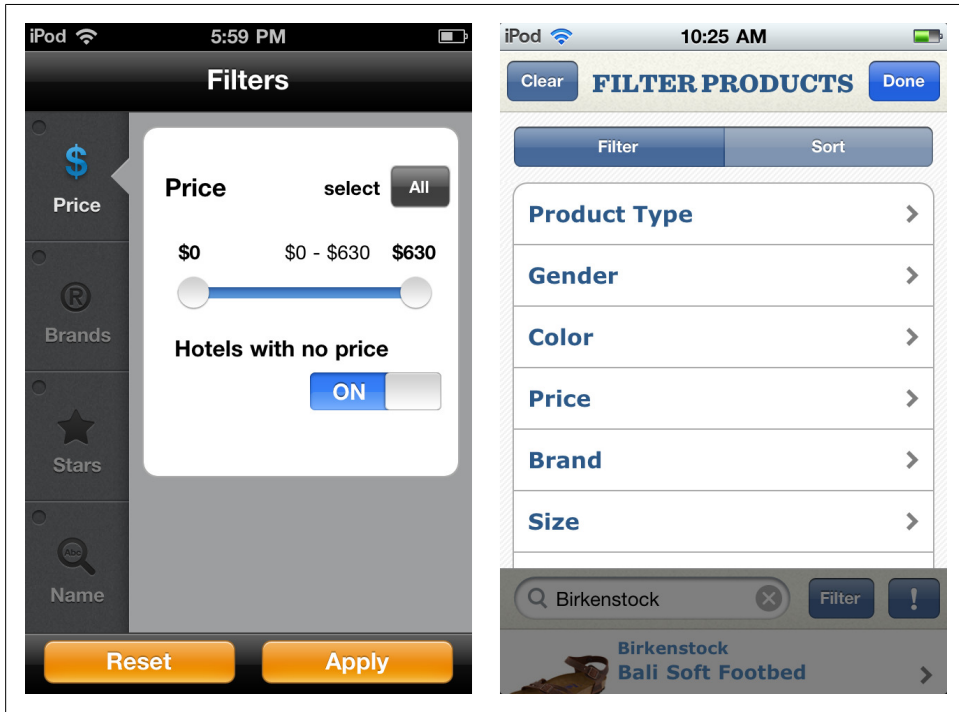 iPod 5:59 PM
Filters
$
Price
Price select All
$0 $0 - $630 $630
®
Brands
Hotels with no price
ON
Stars
Abc
Name
Reset Apply
iPod 10:25 AM
Clear FILTER PRODUCTS Done
Filter Sort
Product Type
Gender
Color
Price
Brand
Size
Birkenstock Filter !
Birkenstock
Bali Soft Footbed